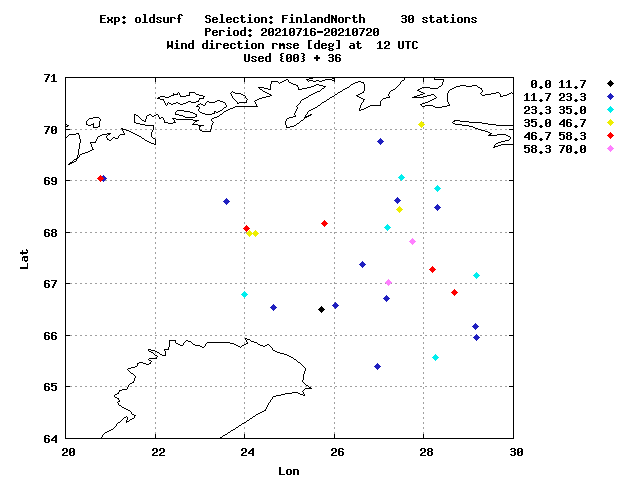 Exp: oldsurf   Selection: FinlandNorth     30 stations
Period: 20210716-20210720
Wind direction rmse [deg] at  12 UTC
Used {00} + 36
71
70
69
68
67
66
65
64
Lat
20 22 24 26 28 30
Lon
0.0 11.7
11.7 23.3
23.3 35.0
35.0 46.7
46.7 58.3
58.3 70.0